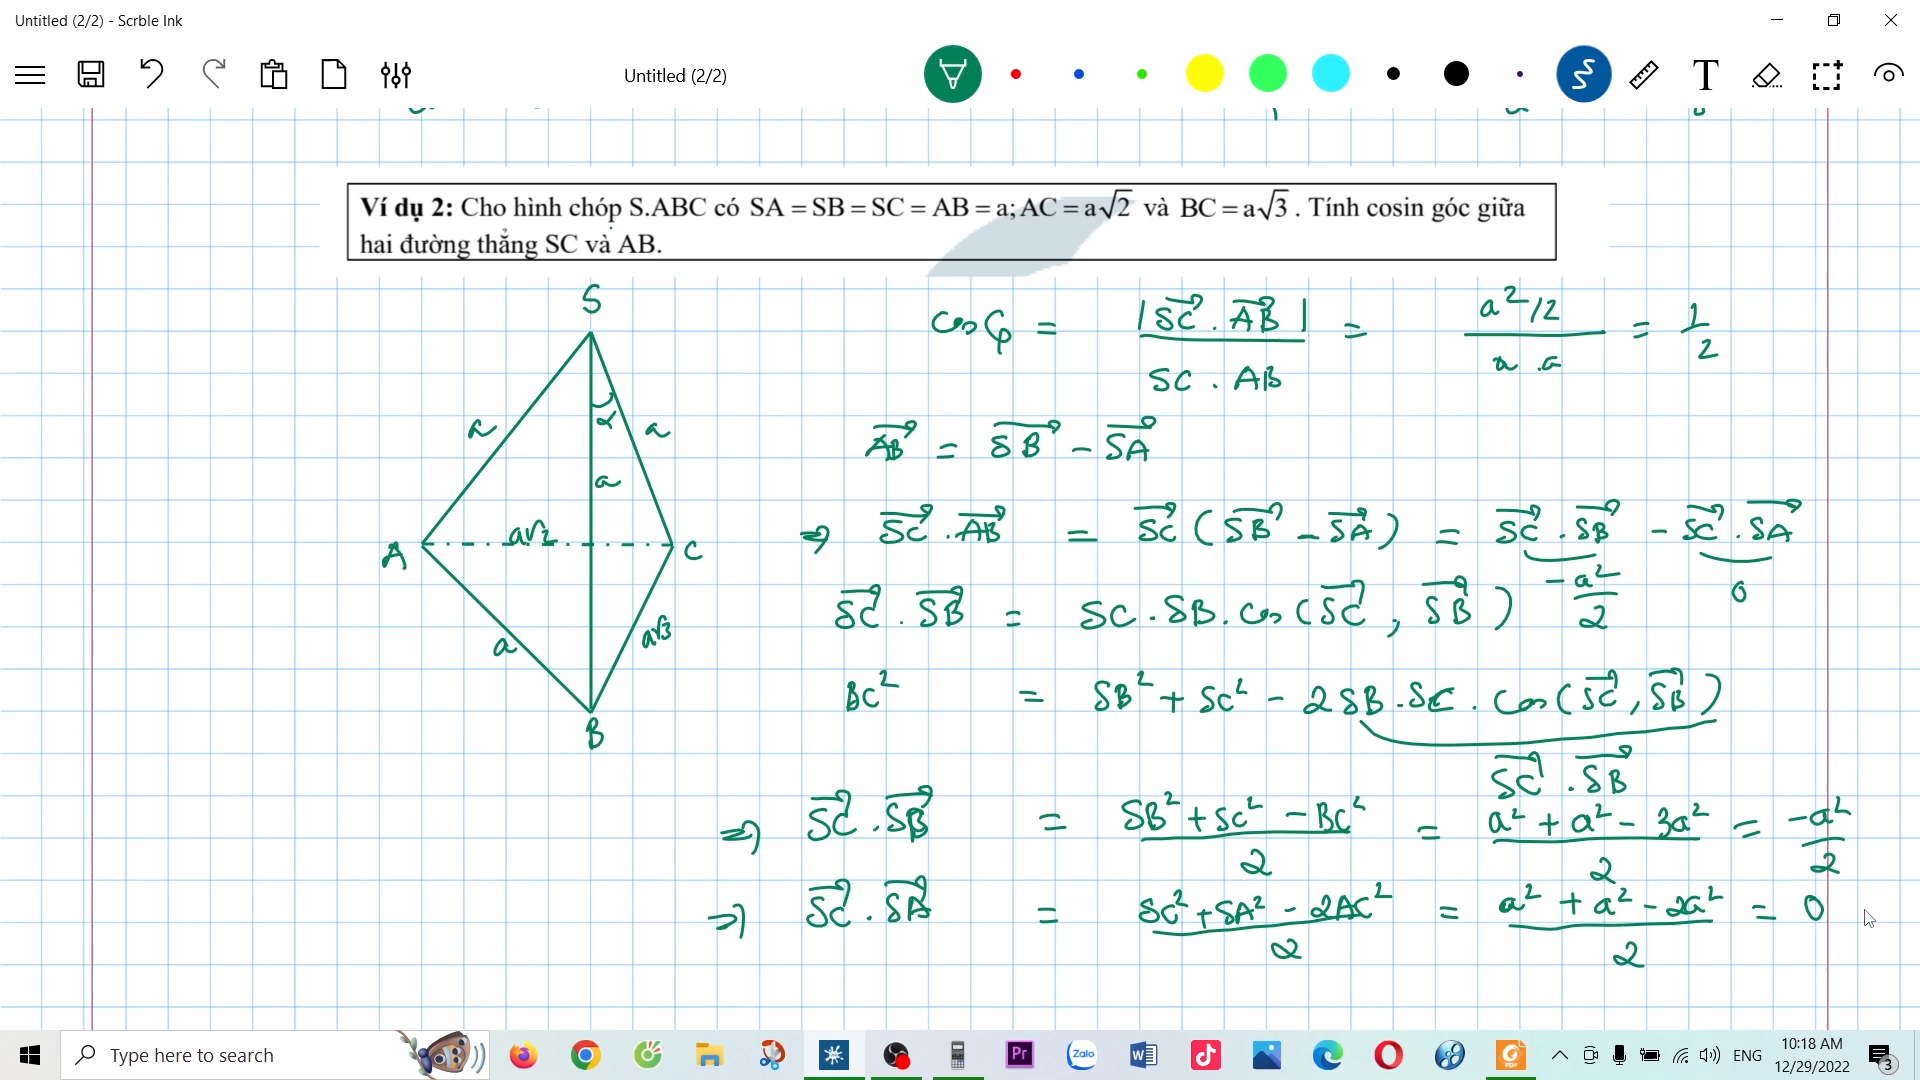 Untitled (2/2) - Scrble Ink
Untitled (2/2)
T
Ví dụ 2: Cho hình chóp S.ABC có SA = SB = SC = AB = a; AC = a√2 và BC = a√3. Tính cosin góc giữa
hai đường thẳng SC và AB.
S
a
α
a
a
A
a√2
C
a
a√3
B
cos φ = |SC⃗ . AB⃗| / (SC . AB) = (a²/2) / (a . a) = 1/2
AB⃗ = SB⃗ - SA⃗
⇒ SC⃗ . AB⃗ = SC⃗ (SB⃗ - SA⃗) = SC⃗ . SB⃗ - SC⃗ . SA⃗
-a²/2
0
SC⃗ . SB⃗ = SC . SB . cos(SC⃗, SB⃗)
BC² = SB² + SC² - 2SB . SC . cos(SC⃗, SB⃗)
SC⃗ . SB⃗
⇒ SC⃗ . SB⃗ = (SB² + SC² - BC²) / 2 = (a² + a² - 3a²) / 2 = -a²/2
⇒ SC⃗ . SA⃗ = (SC² + SA² - 2AC²) / 2 = (a² + a² - 2a²) / 2 = 0
Type here to search
Pr
Zalo
W
PDF
ENG
10:18 AM
12/29/2022
3